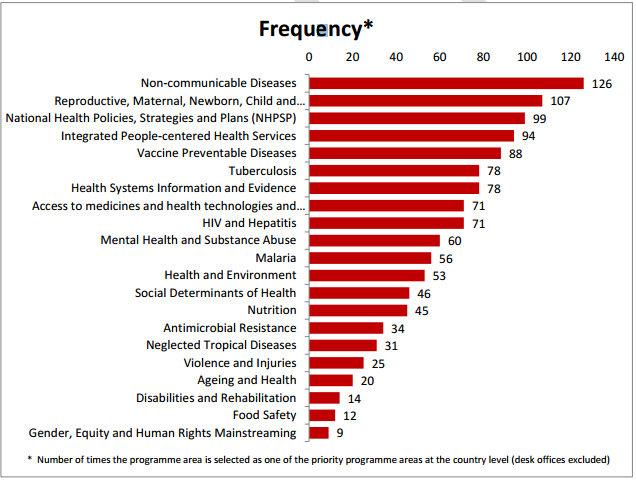 Frequency*
0 20 40 60 80 100 120 140
Non-communicable Diseases 126
Reproductive, Maternal, Newborn, Child and... 107
National Health Policies, Strategies and Plans (NHPSP) 99
Integrated People-centered Health Services 94
Vaccine Preventable Diseases 88
Tuberculosis 78
Health Systems Information and Evidence 78
Access to medicines and health technologies and... 71
HIV and Hepatitis 71
Mental Health and Substance Abuse 60
Malaria 56
Health and Environment 53
Social Determinants of Health 46
Nutrition 45
Antimicrobial Resistance 34
Neglected Tropical Diseases 31
Violence and Injuries 25
Ageing and Health 20
Disabilities and Rehabilitation 14
Food Safety 12
Gender, Equity and Human Rights Mainstreaming 9
* Number of times the programme area is selected as one of the priority programme areas at the country level (desk offices excluded)